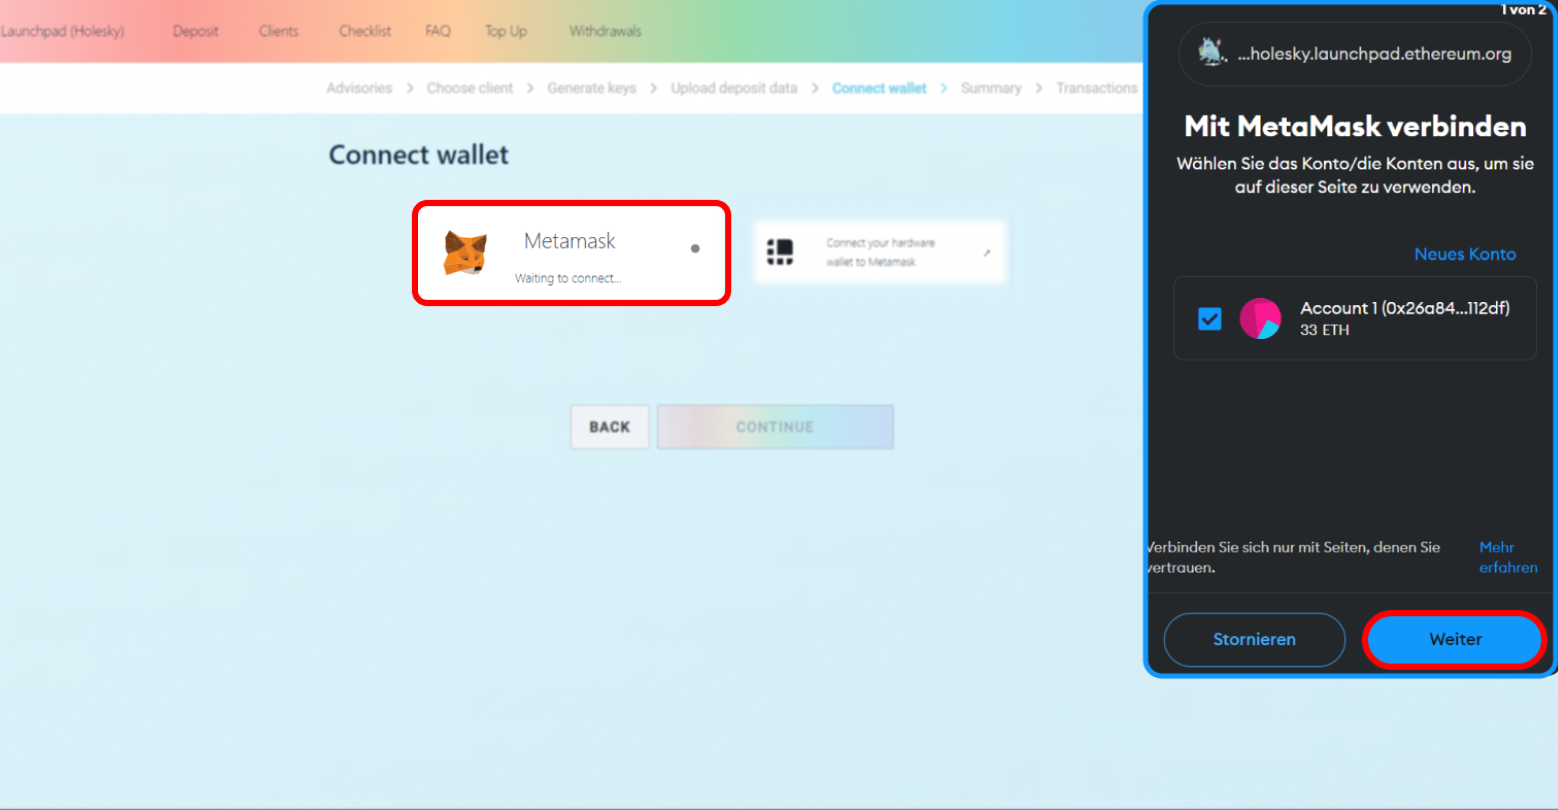 Launchpad (Holesky) Deposit Clients Checklist FAQ Top Up Withdrawals
Advisories > Choose client > Generate keys > Upload deposit data > Connect wallet > Summary > Transactions
Connect wallet
Metamask
Waiting to connect...
Connect your hardware
wallet to Metamask
BACK
CONTINUE
1 von 2
...holesky.launchpad.ethereum.org
Mit MetaMask verbinden
Wählen Sie das Konto/die Konten aus, um sie
auf dieser Seite zu verwenden.
Neues Konto
Account 1 (0x26a84...112df)
33 ETH
Verbinden Sie sich nur mit Seiten, denen Sie
vertrauen.
Mehr
erfahren
Stornieren
Weiter